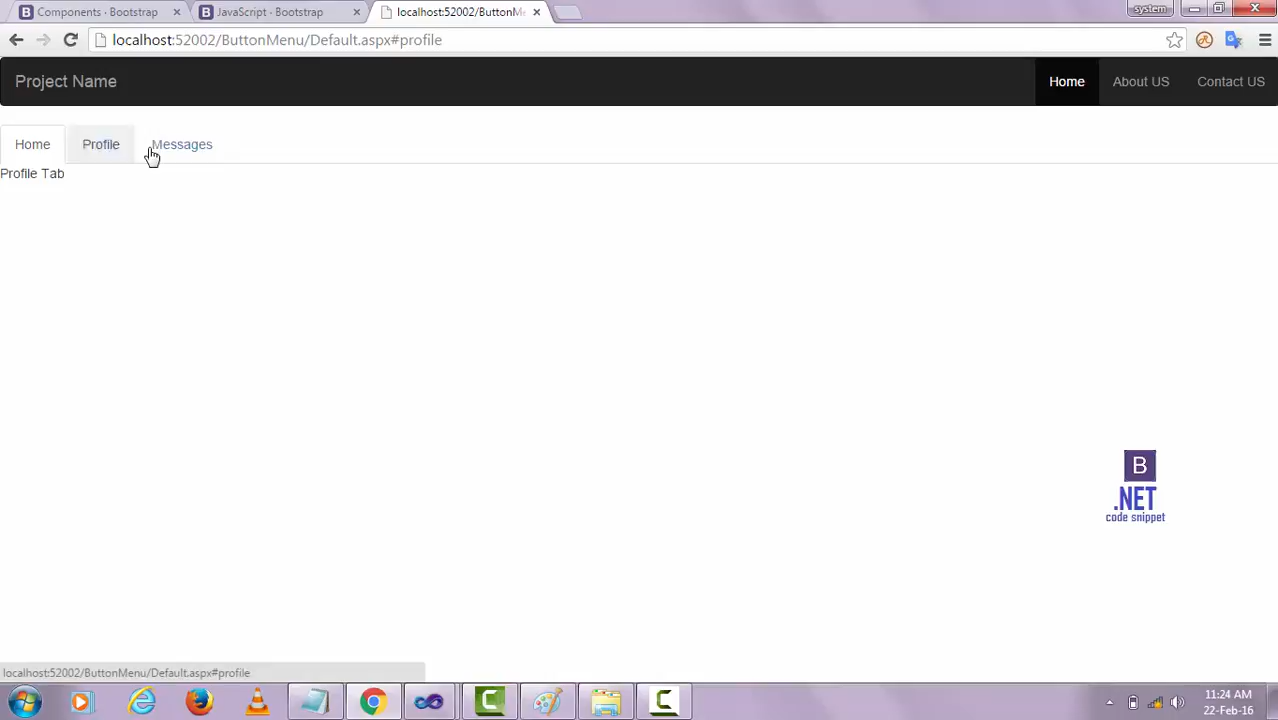 Components · Bootstrap
JavaScript · Bootstrap
localhost:52002/ButtonMe
system
localhost:52002/ButtonMenu/Default.aspx#profile
Project Name
Home
About US
Contact US
Home
Profile
Messages
Profile Tab
B
.NET
code snippet
localhost:52002/ButtonMenu/Default.aspx#profile
11:24 AM
22-Feb-16